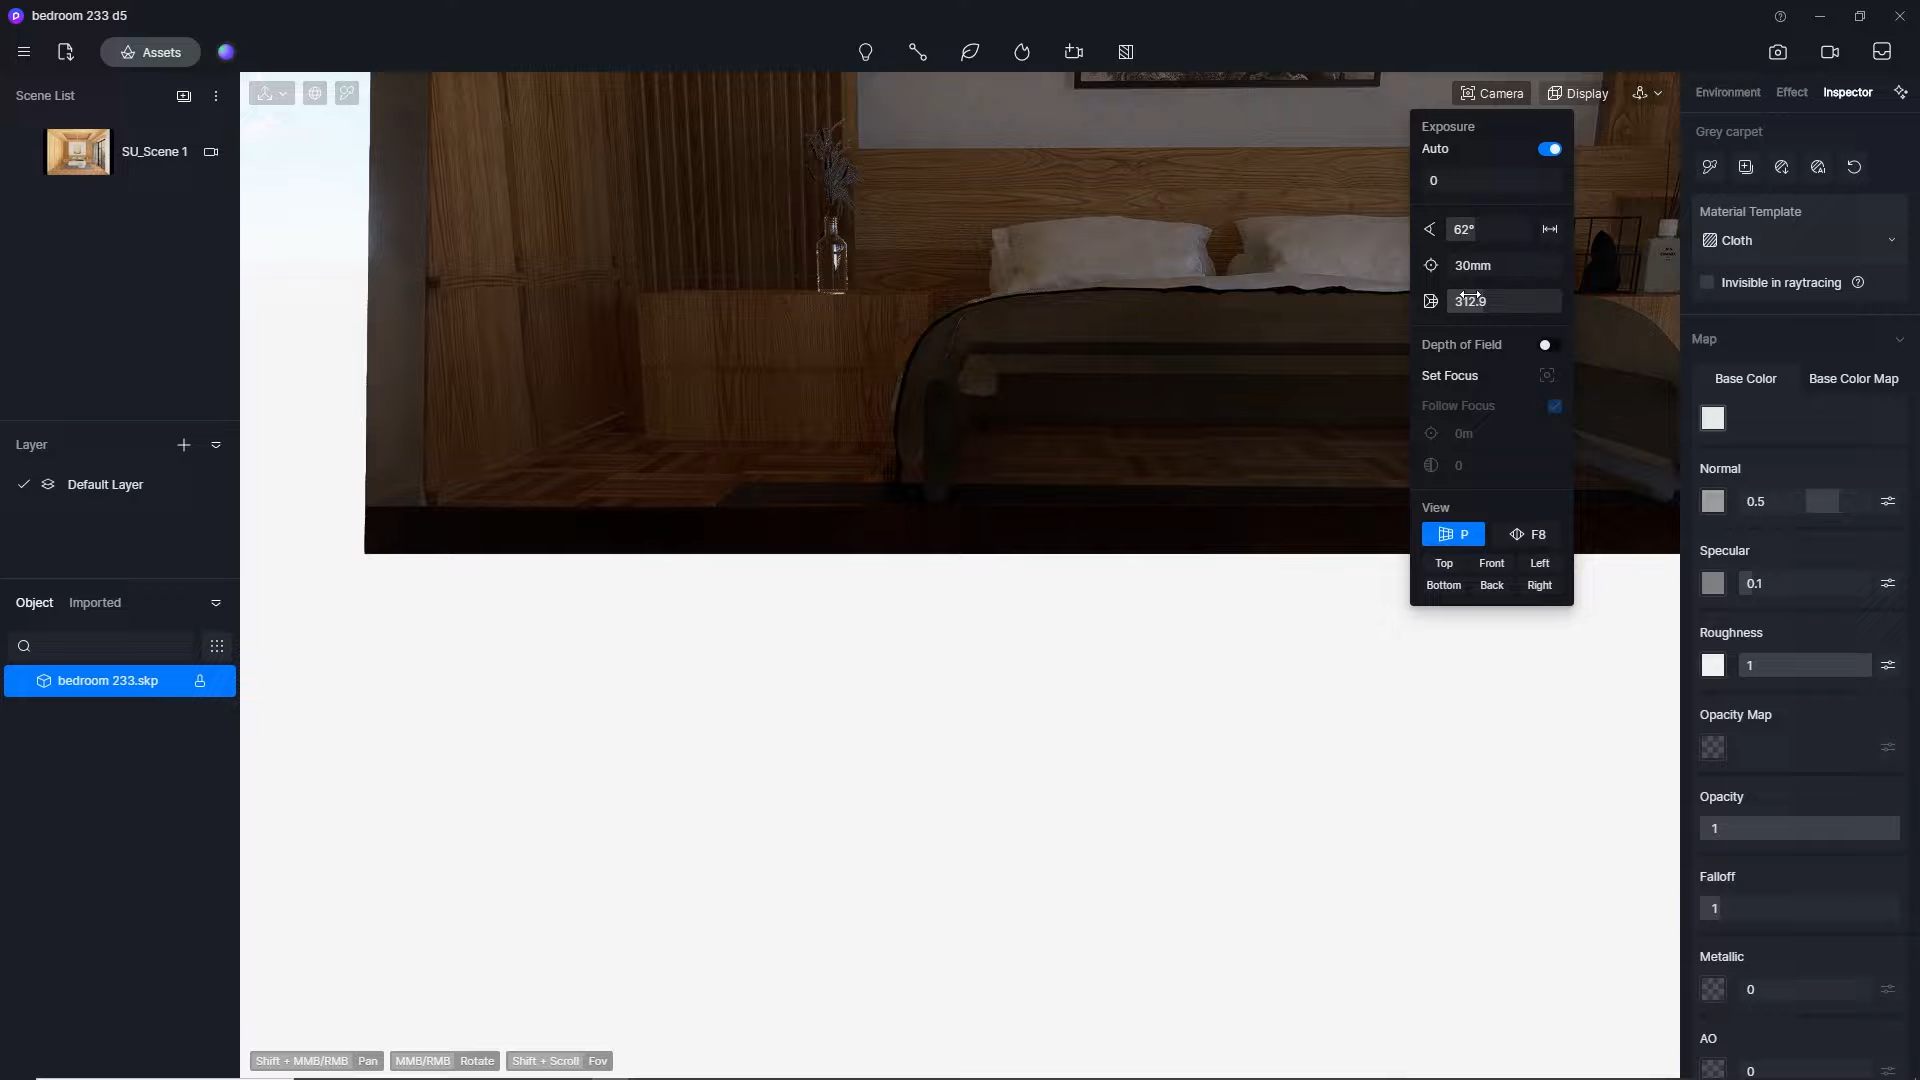 bedroom 233 d5
Assets
Scene List
SU_Scene 1
Layer
Default Layer
Object
Imported
bedroom 233.skp
Camera
Display
Exposure
Auto
0
62°
30mm
312.9
Depth of Field
Set Focus
Follow Focus
0m
0
View
P
F8
Top
Front
Left
Bottom
Back
Right
Environment
Effect
Inspector
Grey carpet
Material Template
Cloth
Invisible in raytracing
Map
Base Color
Base Color Map
Normal
0.5
Specular
0.1
Roughness
1
Opacity Map
Opacity
1
Falloff
1
Metallic
0
AO
0
Shift + MMB/RMB Pan
MMB/RMB Rotate
Shift + Scroll Fov